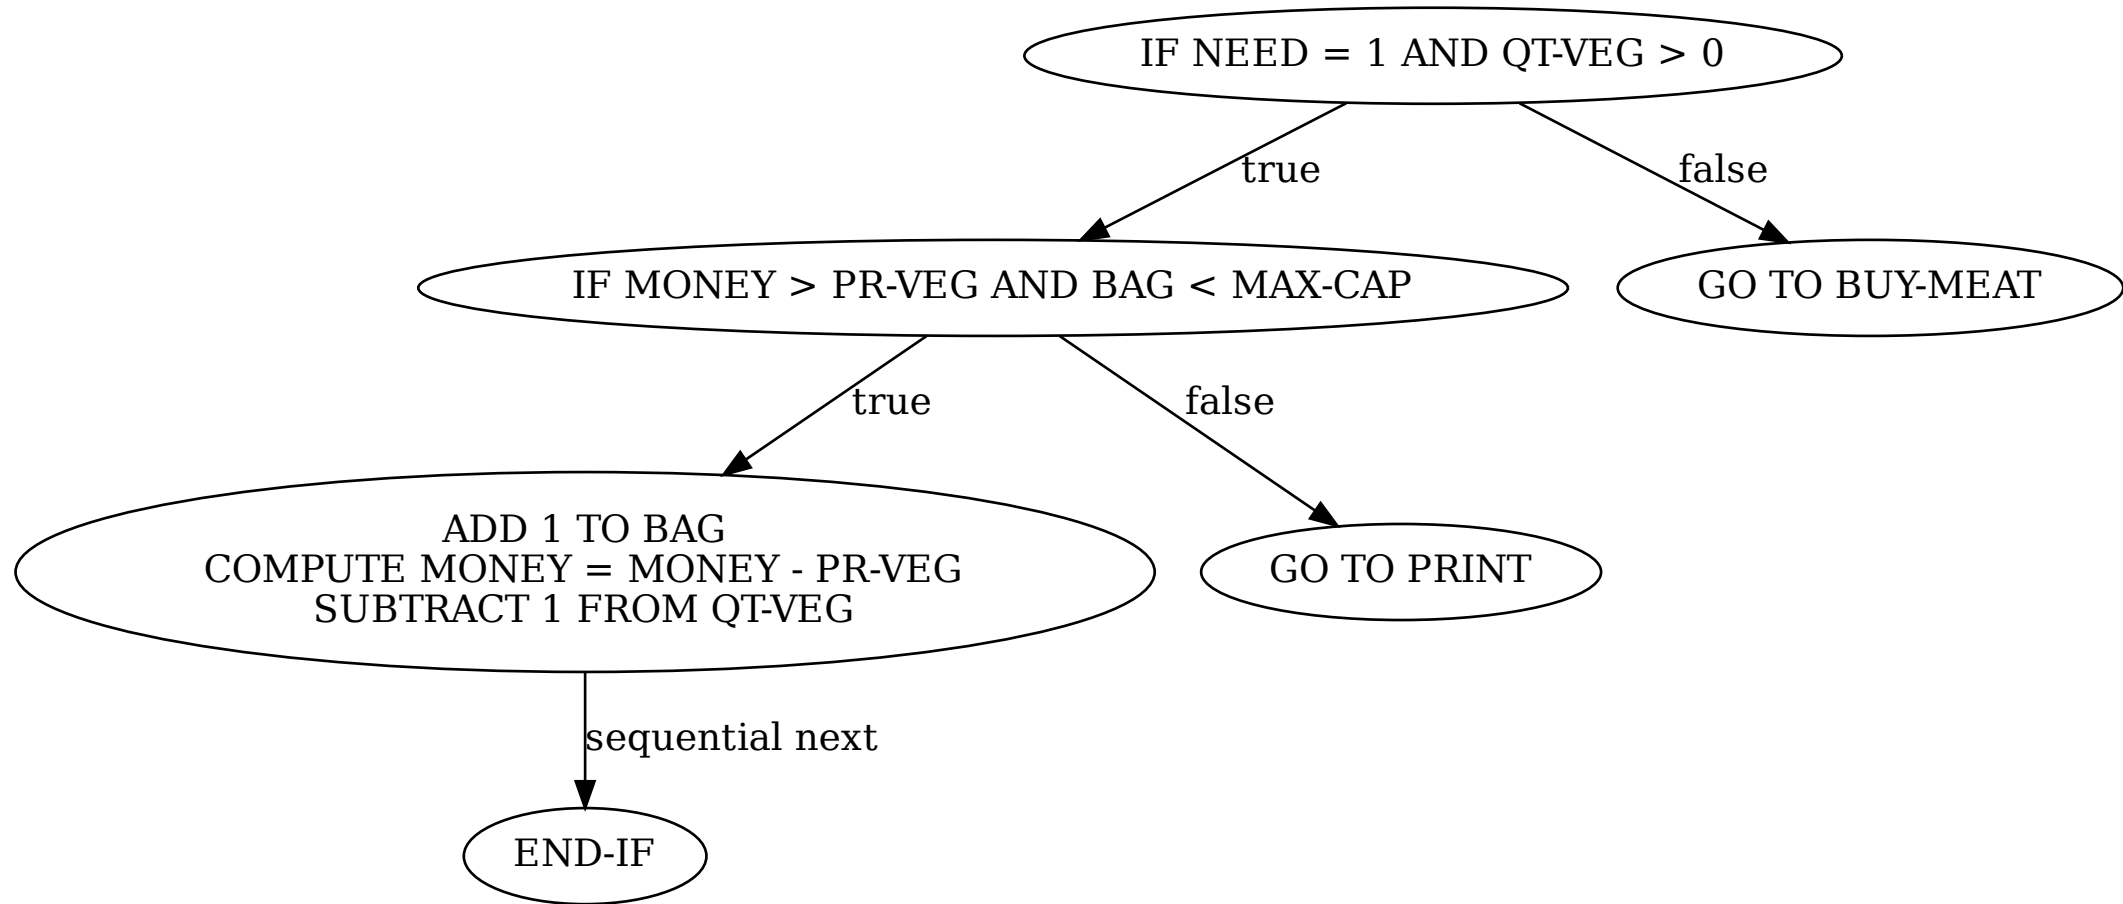 IF NEED = 1 AND QT-VEG > 0
true
false
IF MONEY > PR-VEG AND BAG < MAX-CAP
GO TO BUY-MEAT
true
false
ADD 1 TO BAG
COMPUTE MONEY = MONEY - PR-VEG
SUBTRACT 1 FROM QT-VEG
GO TO PRINT
sequential next
END-IF